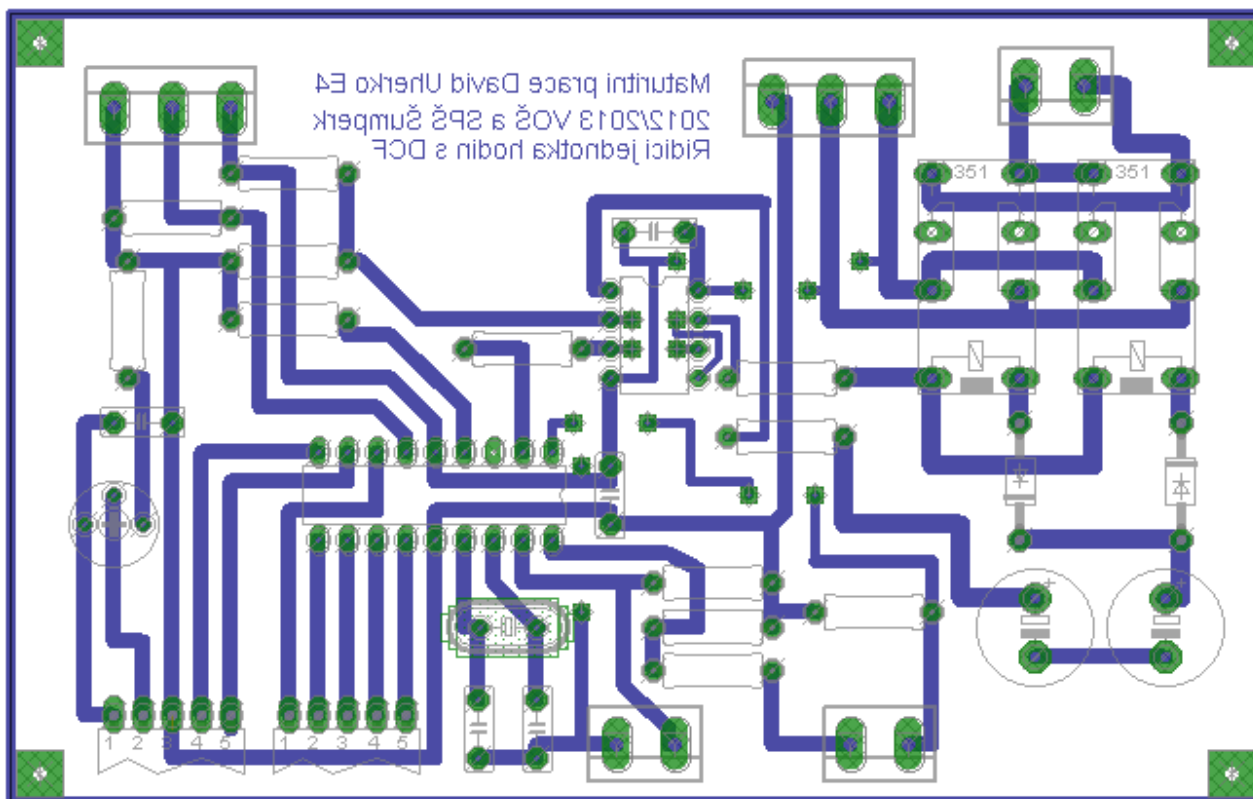 Maturitni prace David Uherko E4
2012/2013 VOŠ a SPŠ Šumperk
Ridici jednotka hodin s DCF
351 351
1 2 3 4 5 1 2 3 4 5